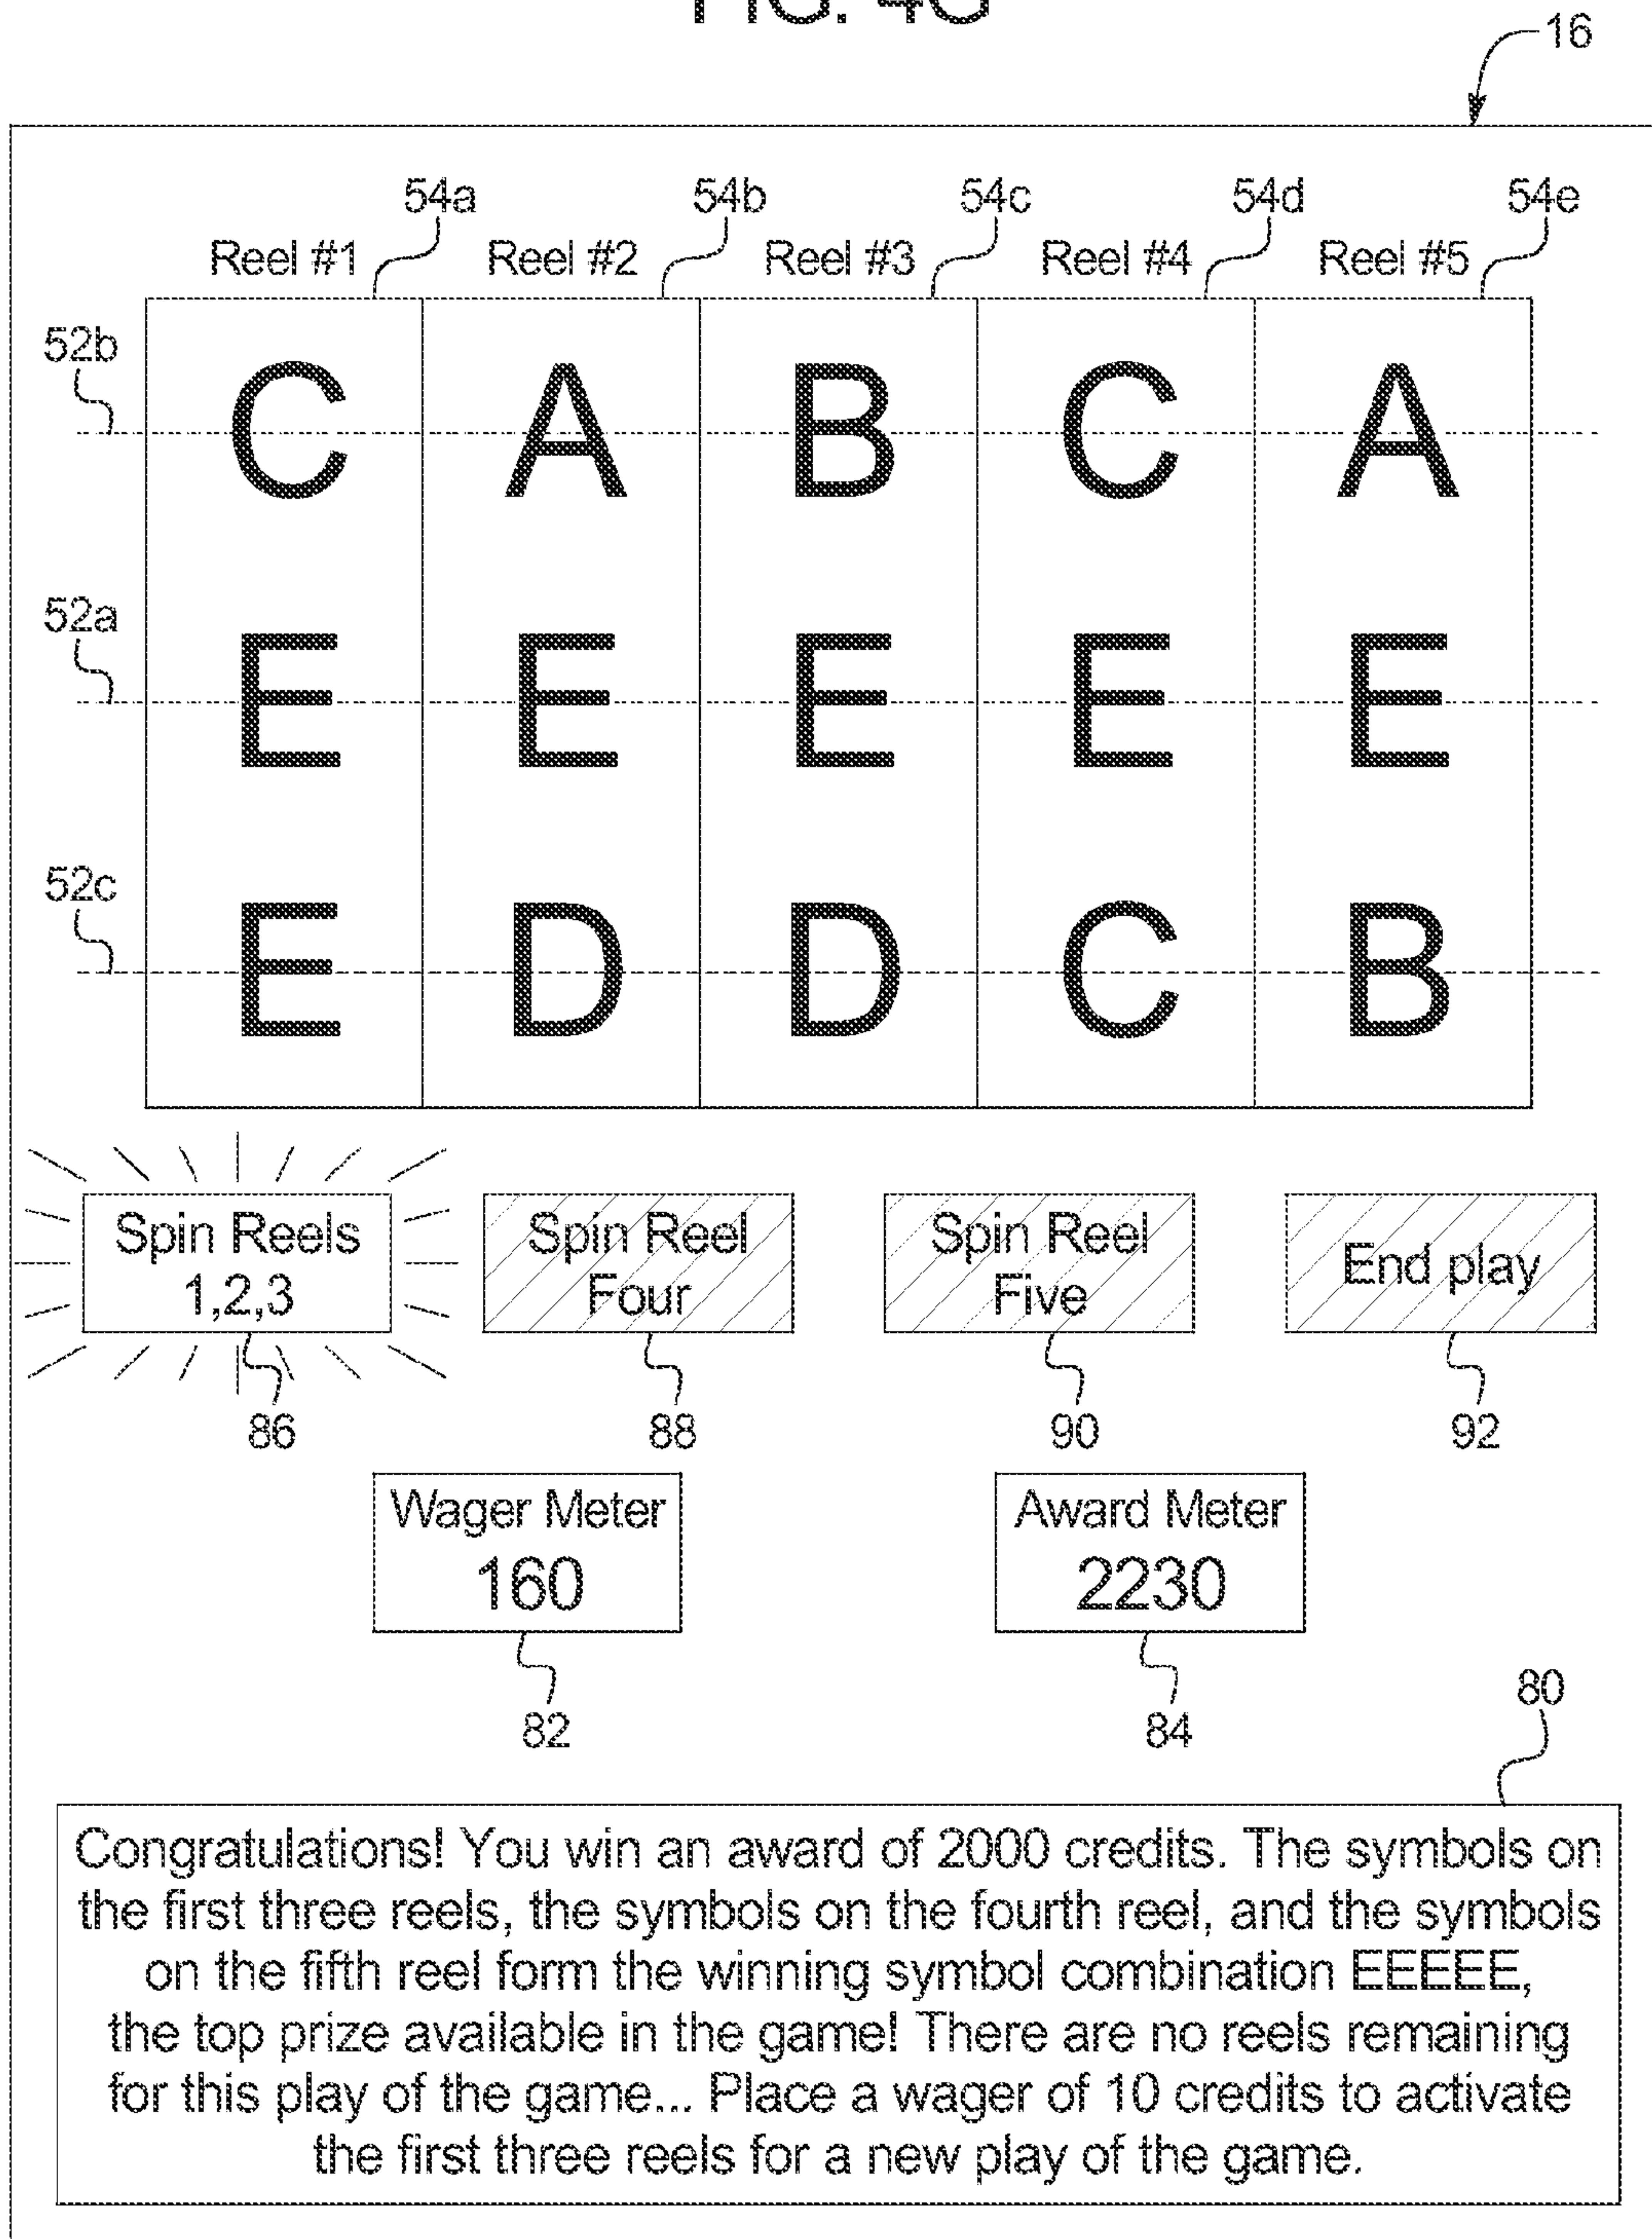 FIG. 4G
16
54a 54b 54c 54d 54e
Reel #1 Reel #2 Reel #3 Reel #4 Reel #5
52b
C A B C A
52a
E E E E E
52c
E D D C B
Spin Reels
1,2,3
Spin Reel
Four
Spin Reel
Five
End play
86 88 90 92
Wager Meter
160
Award Meter
2230
82 84
80
Congratulations! You win an award of 2000 credits. The symbols on
the first three reels, the symbols on the fourth reel, and the symbols
on the fifth reel form the winning symbol combination EEEEE,
the top prize available in the game! There are no reels remaining
for this play of the game... Place a wager of 10 credits to activate
the first three reels for a new play of the game.